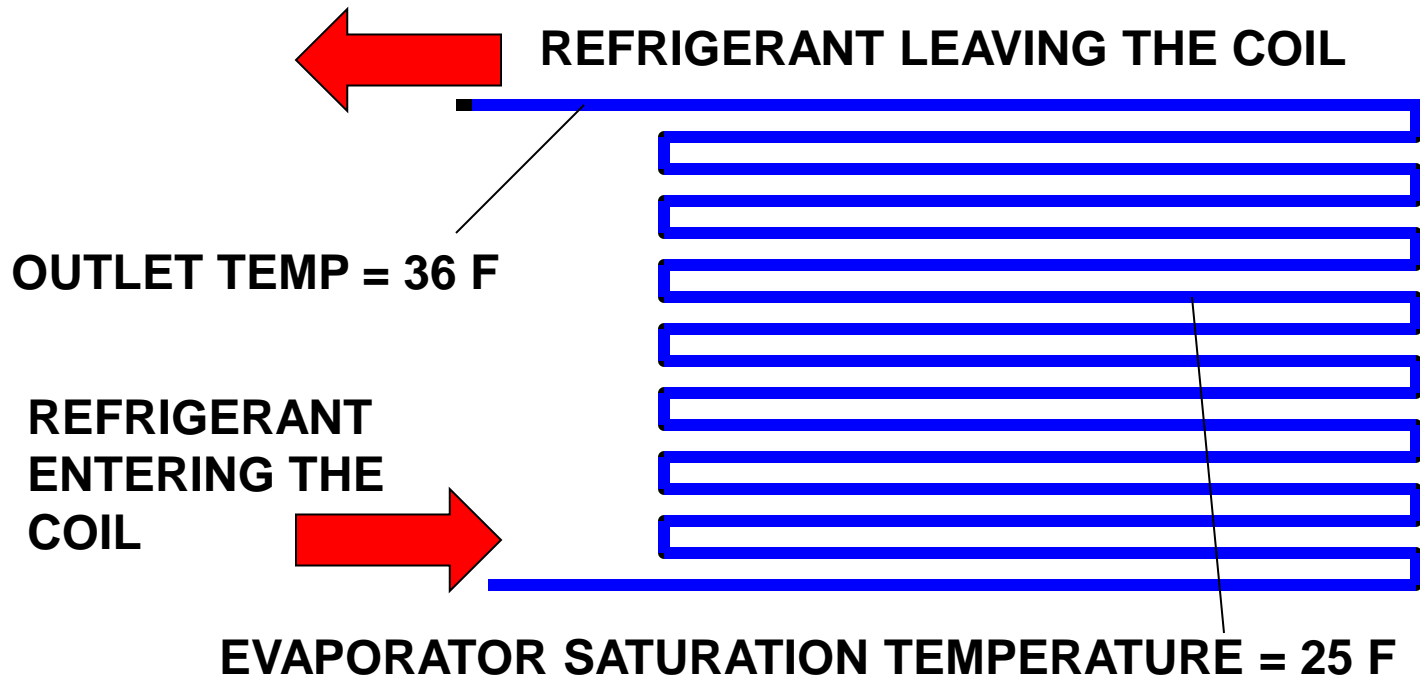 REFRIGERANT LEAVING THE COIL
OUTLET TEMP = 36 F
REFRIGERANT
ENTERING THE
COIL
EVAPORATOR SATURATION TEMPERATURE = 25 F